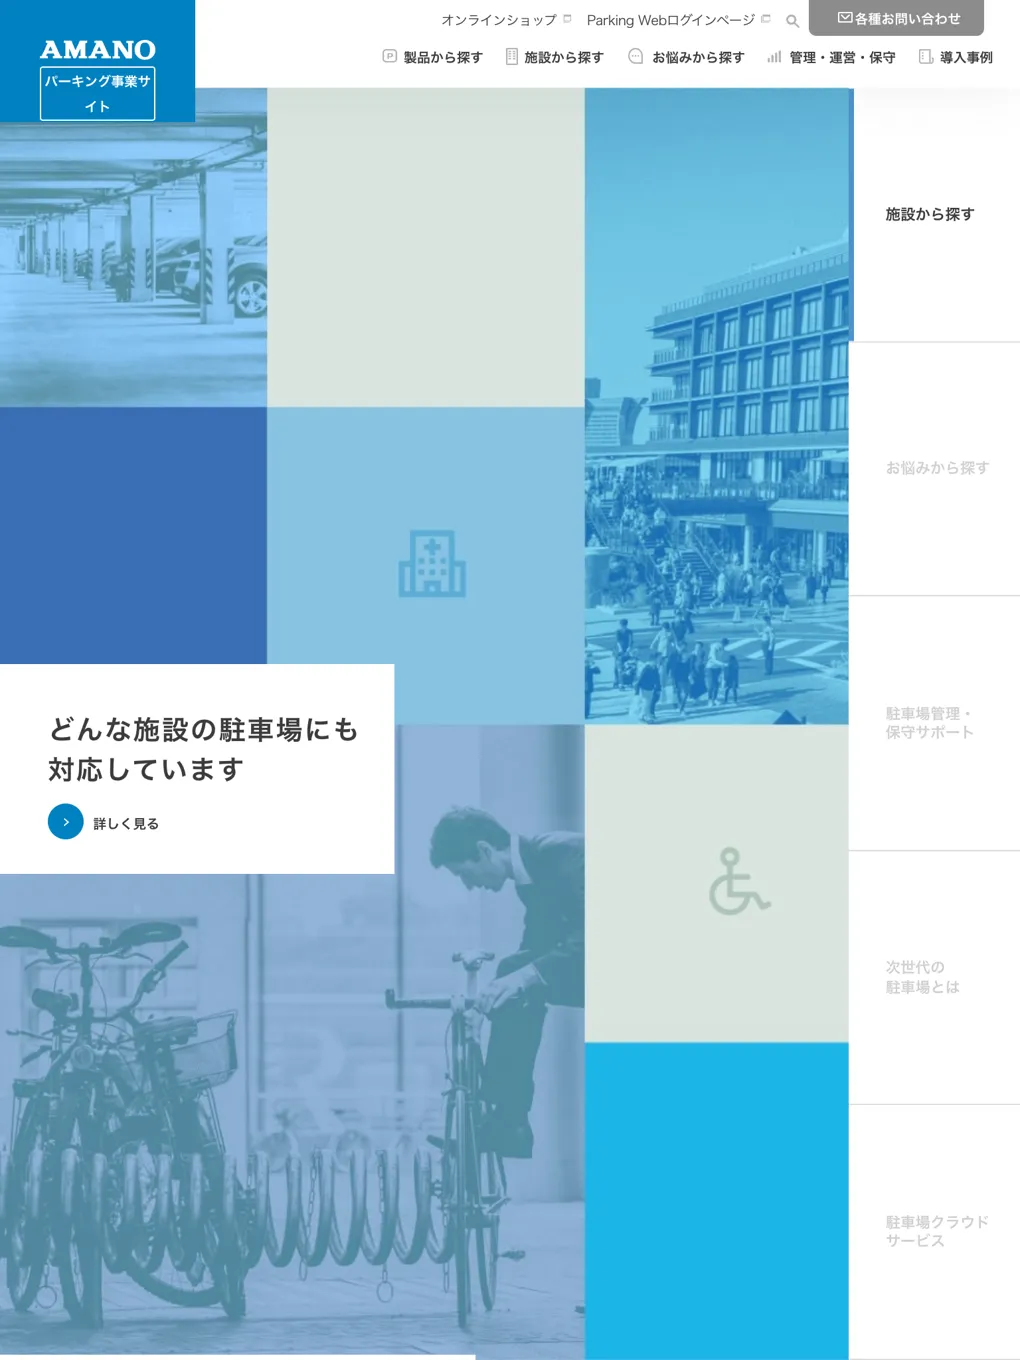 AMANO
パーキング事業サ
イト
オンラインショップ
Parking Webログインページ
各種お問い合わせ
製品から探す
施設から探す
お悩みから探す
管理・運営・保守
導入事例
施設から探す
お悩みから探す
駐車場管理・
保守サポート
次世代の
駐車場とは
駐車場クラウド
サービス
どんな施設の駐車場にも
対応しています
詳しく見る